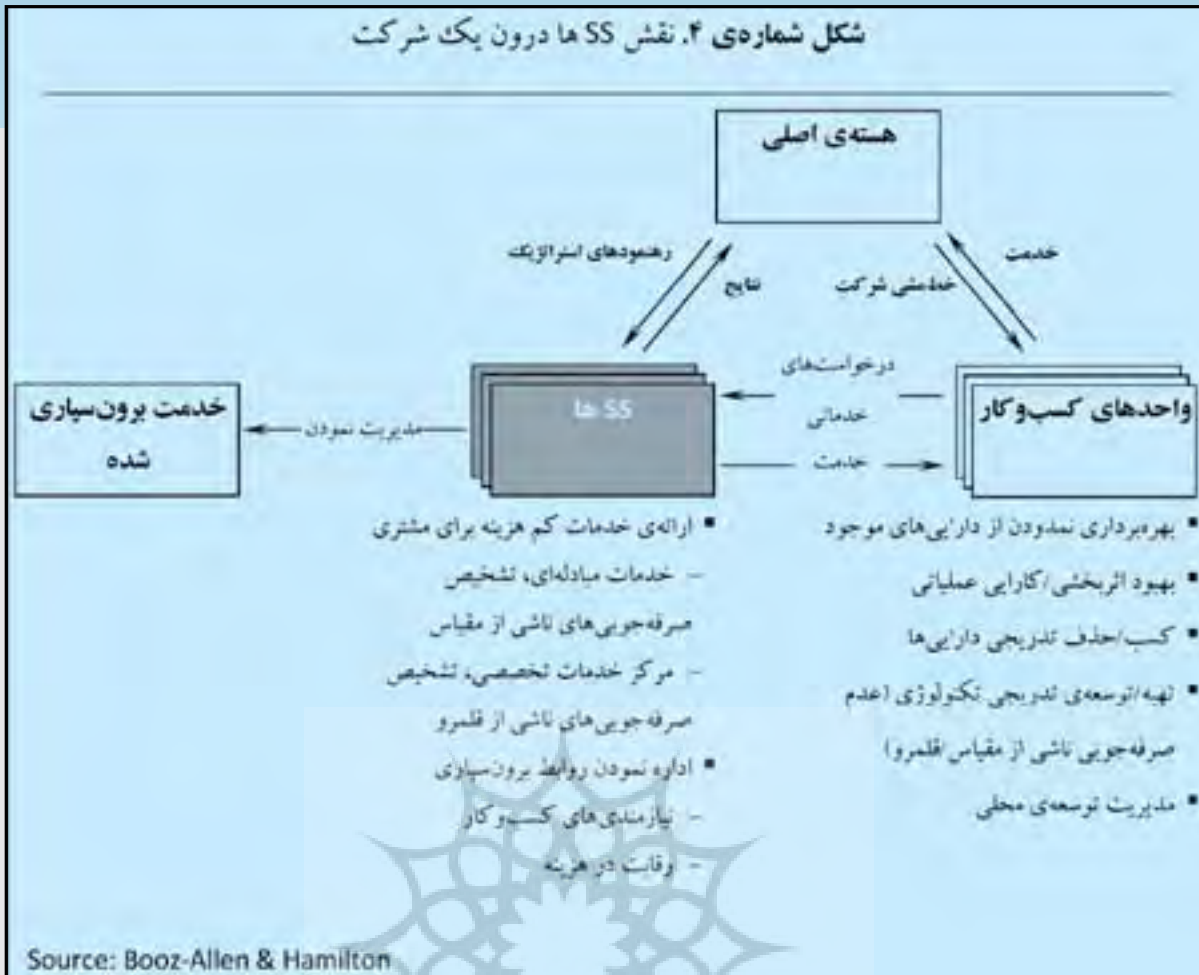 شکل شماره‌ی ۴. نقش SS ها درون یک شرکت
هسته‌ی اصلی
رهنمودهای استراتژیک
نتایج
خدمت
خط‌مشی شرکت
واحدهای کسب‌وکار
درخواست‌های
خدماتی
خدمت
SS ها
مدیریت نمودن
خدمت برون‌سپاری
شده
▪ بهره‌برداری نمودن از دارایی‌های موجود
▪ بهبود اثربخشی/کارایی عملیاتی
▪ کسب/حذف تدریجی دارایی‌ها
▪ تهیه/توسعه‌ی تدریجی تکنولوژی (عدم
صرفه‌جویی ناشی از مقیاس/قلمرو)
▪ مدیریت توسعه‌ی محلی
▪ ارائه‌ی خدمات کم هزینه برای مشتری
– خدمات مبادله‌ای، تشخیص
صرفه‌جویی‌های ناشی از مقیاس
– مرکز خدمات تخصصی، تشخیص
صرفه‌جویی‌های ناشی از قلمرو
▪ اداره نمودن روابط برون‌سپاری
– نیازمندی‌های کسب‌وکار
– رقابت در هزینه
Source: Booz-Allen & Hamilton